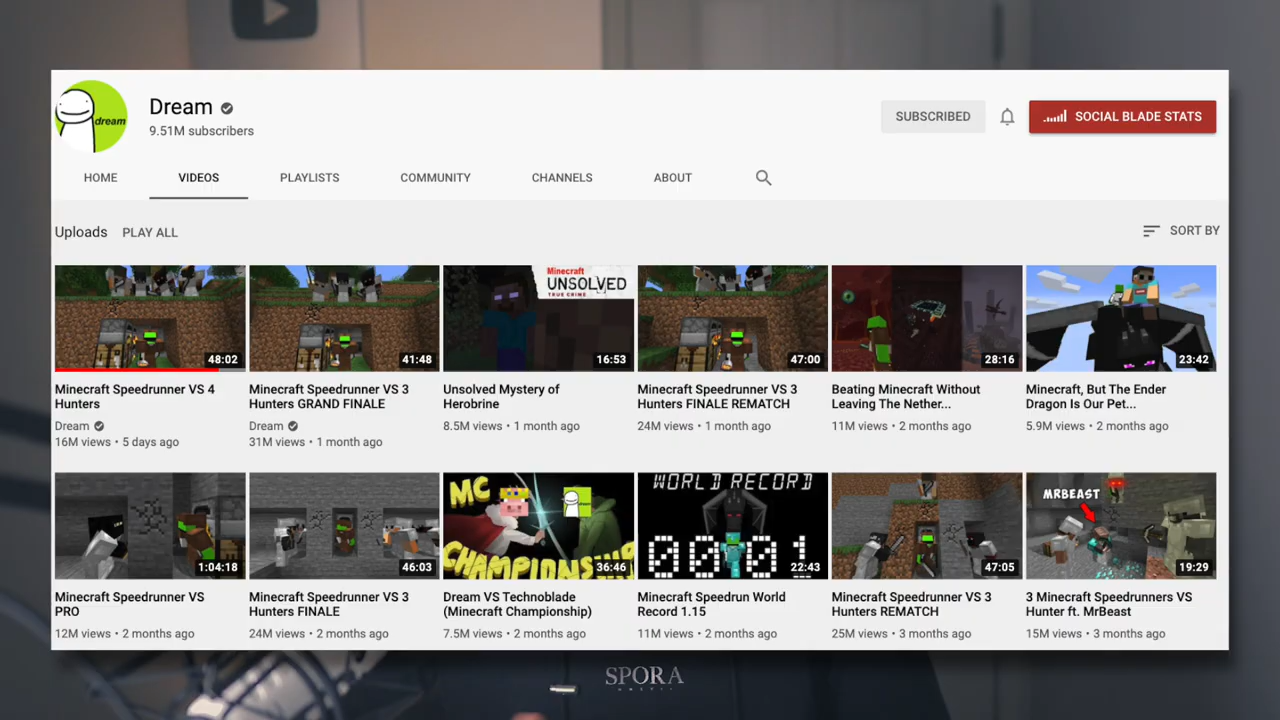 Dream
9.51M subscribers
SUBSCRIBED
SOCIAL BLADE STATS
dream
HOME VIDEOS PLAYLISTS COMMUNITY CHANNELS ABOUT
Uploads PLAY ALL
SORT BY
48:02
41:48
Minecraft
UNSOLVED
TRUE CRIME
16:53
47:00
28:16
23:42
Minecraft Speedrunner VS 4
Hunters
Dream
16M views • 5 days ago
Minecraft Speedrunner VS 3
Hunters GRAND FINALE
Dream
31M views • 1 month ago
Unsolved Mystery of
Herobrine
8.5M views • 1 month ago
Minecraft Speedrunner VS 3
Hunters FINALE REMATCH
24M views • 1 month ago
Beating Minecraft Without
Leaving The Nether...
11M views • 2 months ago
Minecraft, But The Ender
Dragon Is Our Pet...
5.9M views • 2 months ago
1:04:18
46:03
MC
CHAMPIONSHIP
36:46
WORLD RECORD
00:01
22:43
47:05
MRBEAST
19:29
Minecraft Speedrunner VS
PRO
12M views • 2 months ago
Minecraft Speedrunner VS 3
Hunters FINALE
24M views • 2 months ago
Dream VS Technoblade
(Minecraft Championship)
7.5M views • 2 months ago
Minecraft Speedrun World
Record 1.15
11M views • 2 months ago
Minecraft Speedrunner VS 3
Hunters REMATCH
25M views • 3 months ago
3 Minecraft Speedrunners VS
Hunter ft. MrBeast
15M views • 3 months ago
SPORA